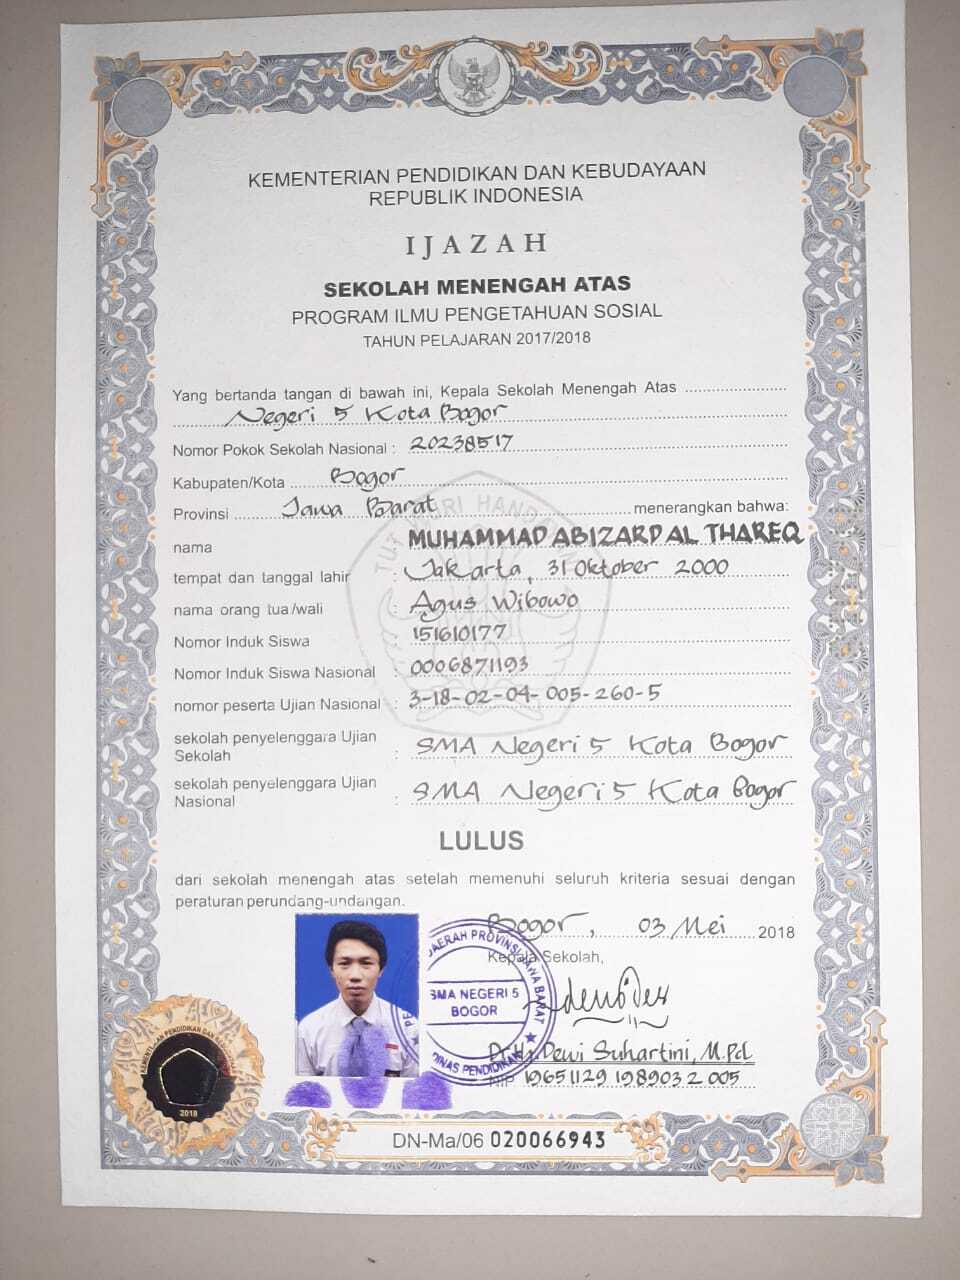 KEMENTERIAN PENDIDIKAN DAN KEBUDAYAAN
REPUBLIK INDONESIA
IJAZAH
SEKOLAH MENENGAH ATAS
PROGRAM ILMU PENGETAHUAN SOSIAL
TAHUN PELAJARAN 2017/2018
Yang bertanda tangan di bawah ini, Kepala Sekolah Menengah Atas
Negeri 5 Kota Bogor
Nomor Pokok Sekolah Nasional : 20238517
Kabupaten/Kota Bogor
Provinsi Jawa Barat menerangkan bahwa:
nama MUHAMMAD ABIZARD AL THAREQ
tempat dan tanggal lahir : Jakarta, 31 Oktober 2000
nama orang tua/wali : Agus Wibowo
Nomor Induk Siswa : 151610177
Nomor Induk Siswa Nasional : 0006871193
nomor peserta Ujian Nasional : 3-18-02-04-005-260-5
sekolah penyelenggara Ujian
Sekolah : SMA Negeri 5 Kota Bogor
sekolah penyelenggara Ujian
Nasional : SMA Negeri 5 Kota Bogor
TUT WURI HANDAYANI
LULUS
dari sekolah menengah atas setelah memenuhi seluruh kriteria sesuai dengan
peraturan perundang-undangan.
Bogor, 03 Mei 2018
Kepala Sekolah,
DAERAH PROVINSI JAWA BARAT
SMA NEGERI 5
BOGOR
DINAS PENDIDIKAN
Dr. Hj. Dewi Suhartini, M.Pd
NIP 19651129 198903 2 005
KEMENTERIAN PENDIDIKAN DAN KEBUDAYAAN
2018
DN-Ma/06 020066943